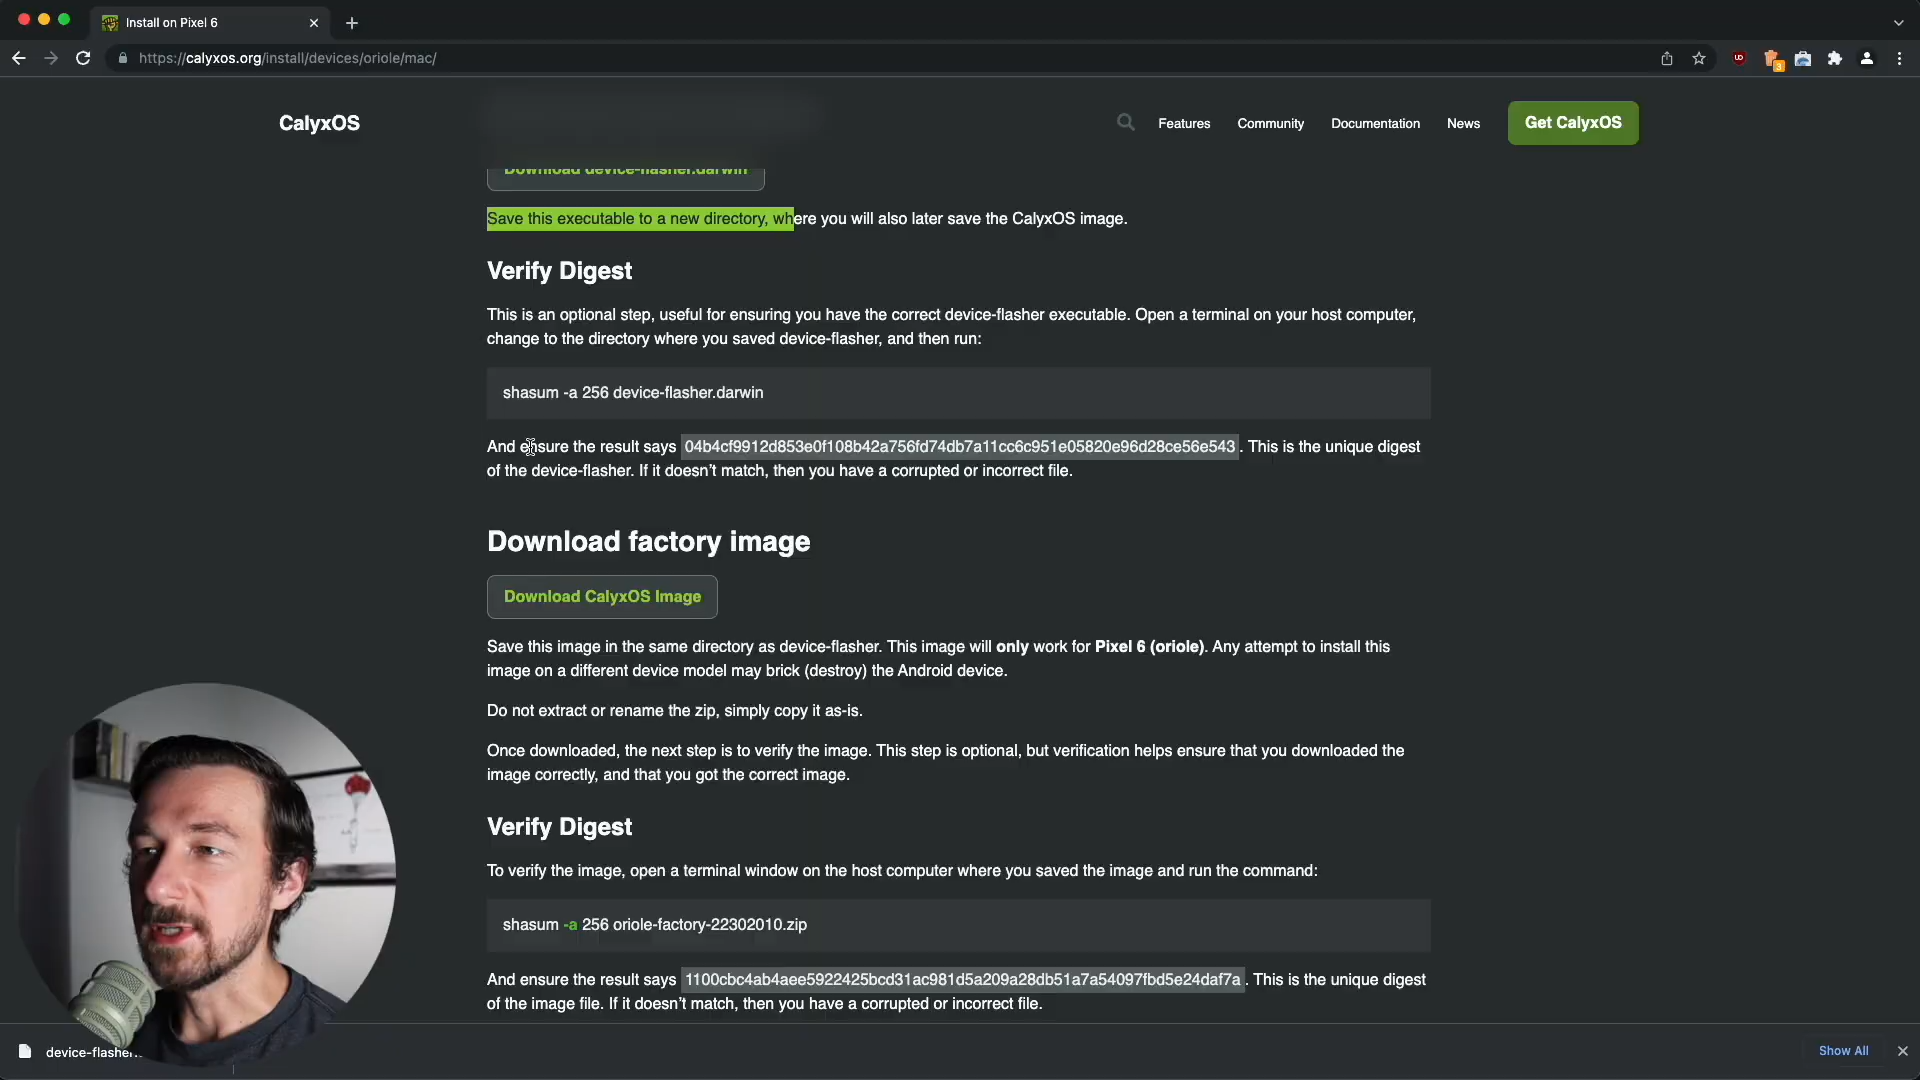 Install on Pixel 6
https://calyxos.org/install/devices/oriole/mac/
3
CalyxOS
Features
Community
Documentation
News
Get CalyxOS
Download device-flasher.darwin
Save this executable to a new directory, where you will also later save the CalyxOS image.
Verify Digest
This is an optional step, useful for ensuring you have the correct device-flasher executable. Open a terminal on your host computer,
change to the directory where you saved device-flasher, and then run:
shasum -a 256 device-flasher.darwin
And ensure the result says 04b4cf9912d853e0f108b42a756fd74db7a11cc6c951e05820e96d28ce56e543. This is the unique digest
of the device-flasher. If it doesn't match, then you have a corrupted or incorrect file.
Download factory image
Download CalyxOS Image
Save this image in the same directory as device-flasher. This image will only work for Pixel 6 (oriole). Any attempt to install this
image on a different device model may brick (destroy) the Android device.
Do not extract or rename the zip, simply copy it as-is.
Once downloaded, the next step is to verify the image. This step is optional, but verification helps ensure that you downloaded the
image correctly, and that you got the correct image.
Verify Digest
To verify the image, open a terminal window on the host computer where you saved the image and run the command:
shasum -a 256 oriole-factory-22302010.zip
And ensure the result says 1100cbc4ab4aee5922425bcd31ac981d5a209a28db51a7a54097fbd5e24daf7a. This is the unique digest
of the image file. If it doesn't match, then you have a corrupted or incorrect file.
device-flasher.
Show All